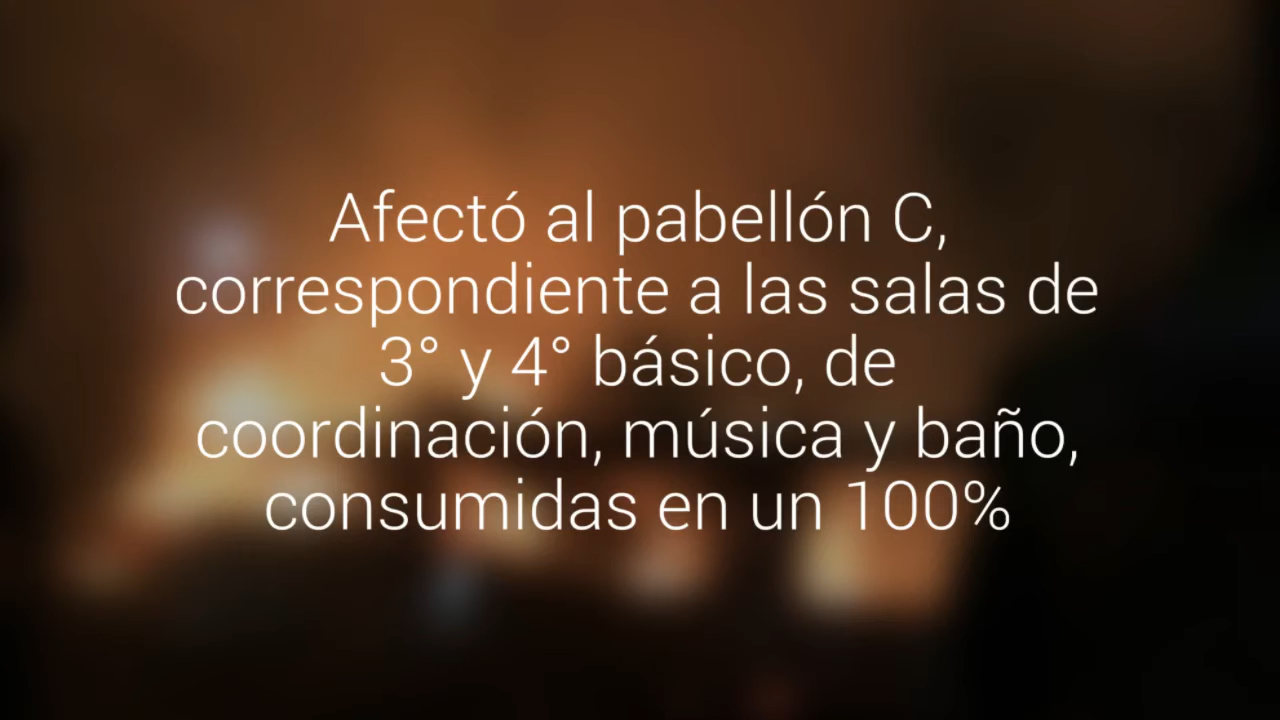 Afectó al pabellón C,
correspondiente a las salas de
3° y 4° básico, de
coordinación, música y baño,
consumidas en un 100%